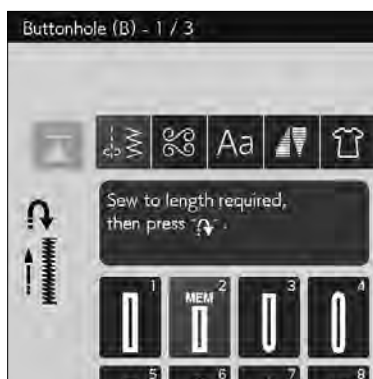 Buttonhole (B) - 1 / 3
Aa
Sew to length required,
then press " ".
1 MEM 2 3 4
5 6 7 8